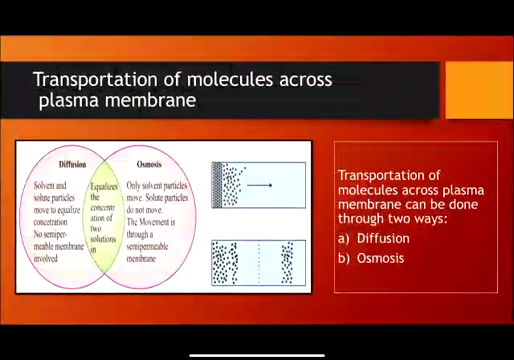 Transportation of molecules across
plasma membrane
Diffusion
Solvent and
solute particles
move to equalize
concetration
No semiper-
meable membrane
involved
Equalizes
the
concentr
ation of
two
solutions
in
Osmosis
Only solvent particles
move. Solute particles
do not move.
The Movement is
through a
semipermeable
membrane
Transportation of
molecules across plasma
membrane can be done
through two ways:
a) Diffusion
b) Osmosis